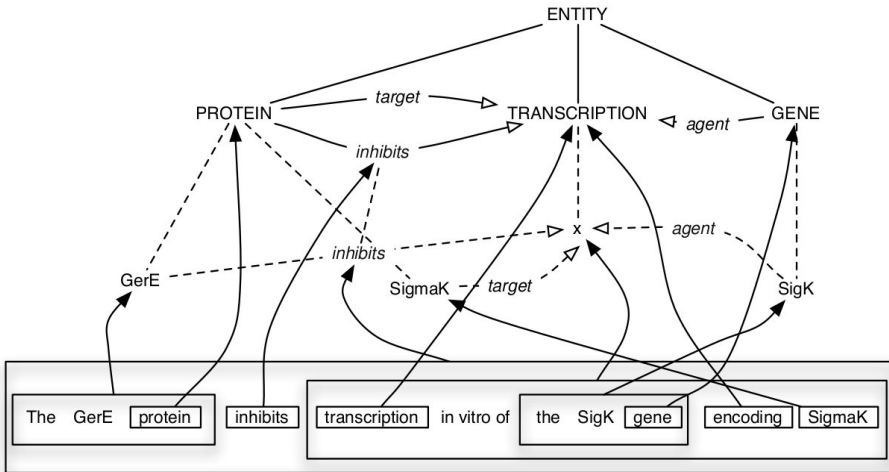 ENTITY
target
PROTEIN TRANSCRIPTION agent GENE
inhibits
x agent
inhibits
GerE SigmaK target SigK
The GerE protein inhibits transcription in vitro of the SigK gene encoding SigmaK